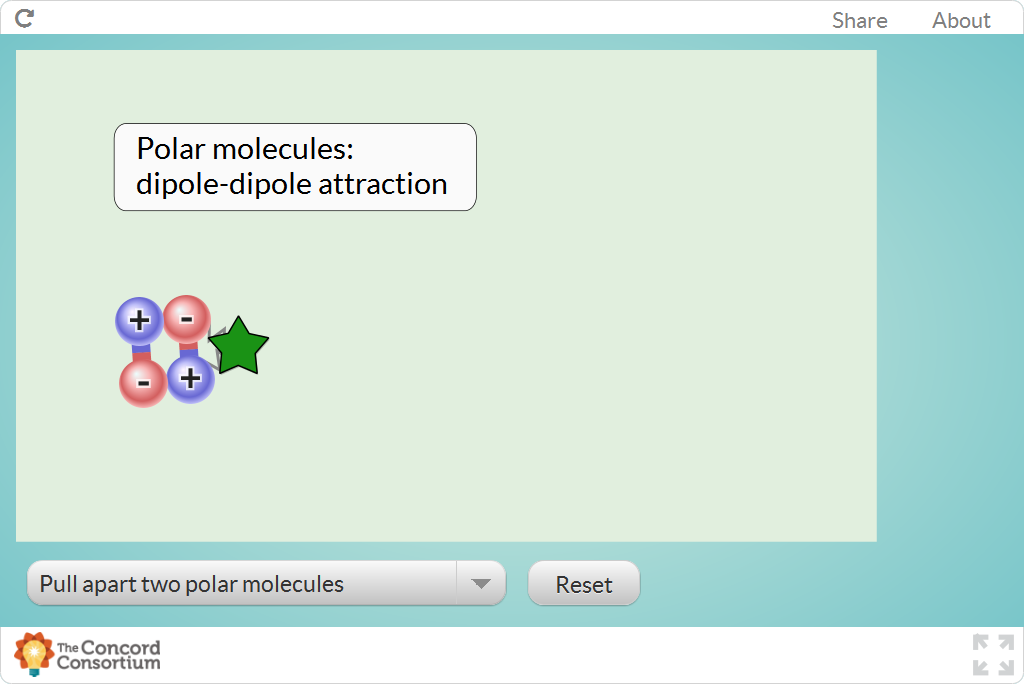 Share About
Polar molecules:
dipole-dipole attraction
+ -
- +
Pull apart two polar molecules
Reset
The Concord
Consortium